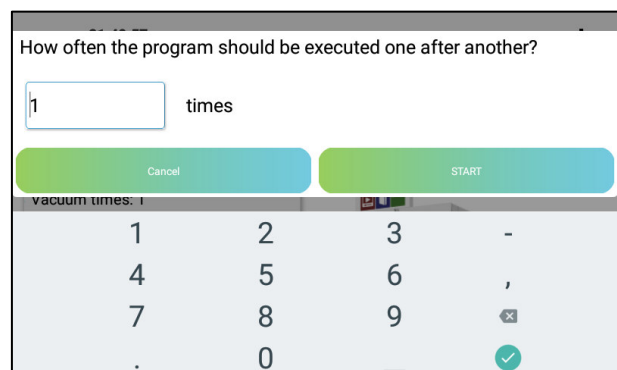 How often the program should be executed one after another?
1 times
Cancel START
Vacuum times: 1
1 2 3 -
4 5 6 ,
7 8 9
. 0